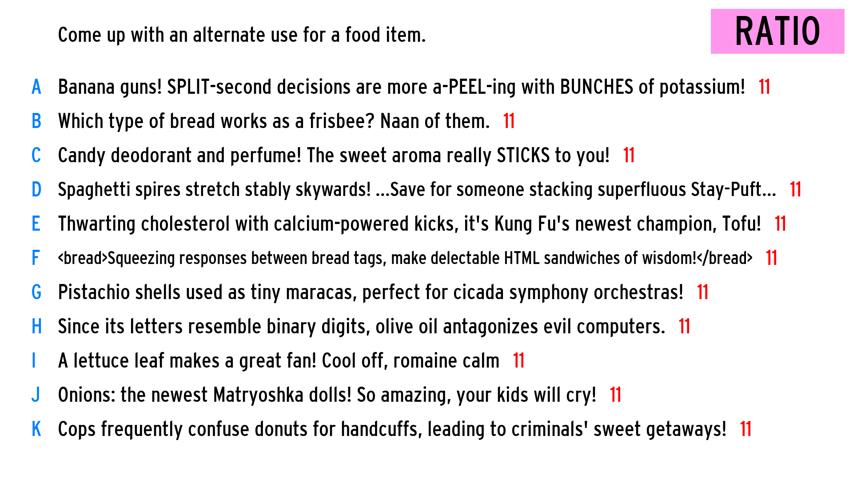 Come up with an alternate use for a food item.
RATIO
A Banana guns! SPLIT-second decisions are more a-PEEL-ing with BUNCHES of potassium! 11
B Which type of bread works as a frisbee? Naan of them. 11
C Candy deodorant and perfume! The sweet aroma really STICKS to you! 11
D Spaghetti spires stretch stably skywards! ...Save for someone stacking superfluous Stay-Puft... 11
E Thwarting cholesterol with calcium-powered kicks, it's Kung Fu's newest champion, Tofu! 11
F <bread>Squeezing responses between bread tags, make delectable HTML sandwiches of wisdom!</bread> 11
G Pistachio shells used as tiny maracas, perfect for cicada symphony orchestras! 11
H Since its letters resemble binary digits, olive oil antagonizes evil computers. 11
I A lettuce leaf makes a great fan! Cool off, romaine calm 11
J Onions: the newest Matryoshka dolls! So amazing, your kids will cry! 11
K Cops frequently confuse donuts for handcuffs, leading to criminals' sweet getaways! 11